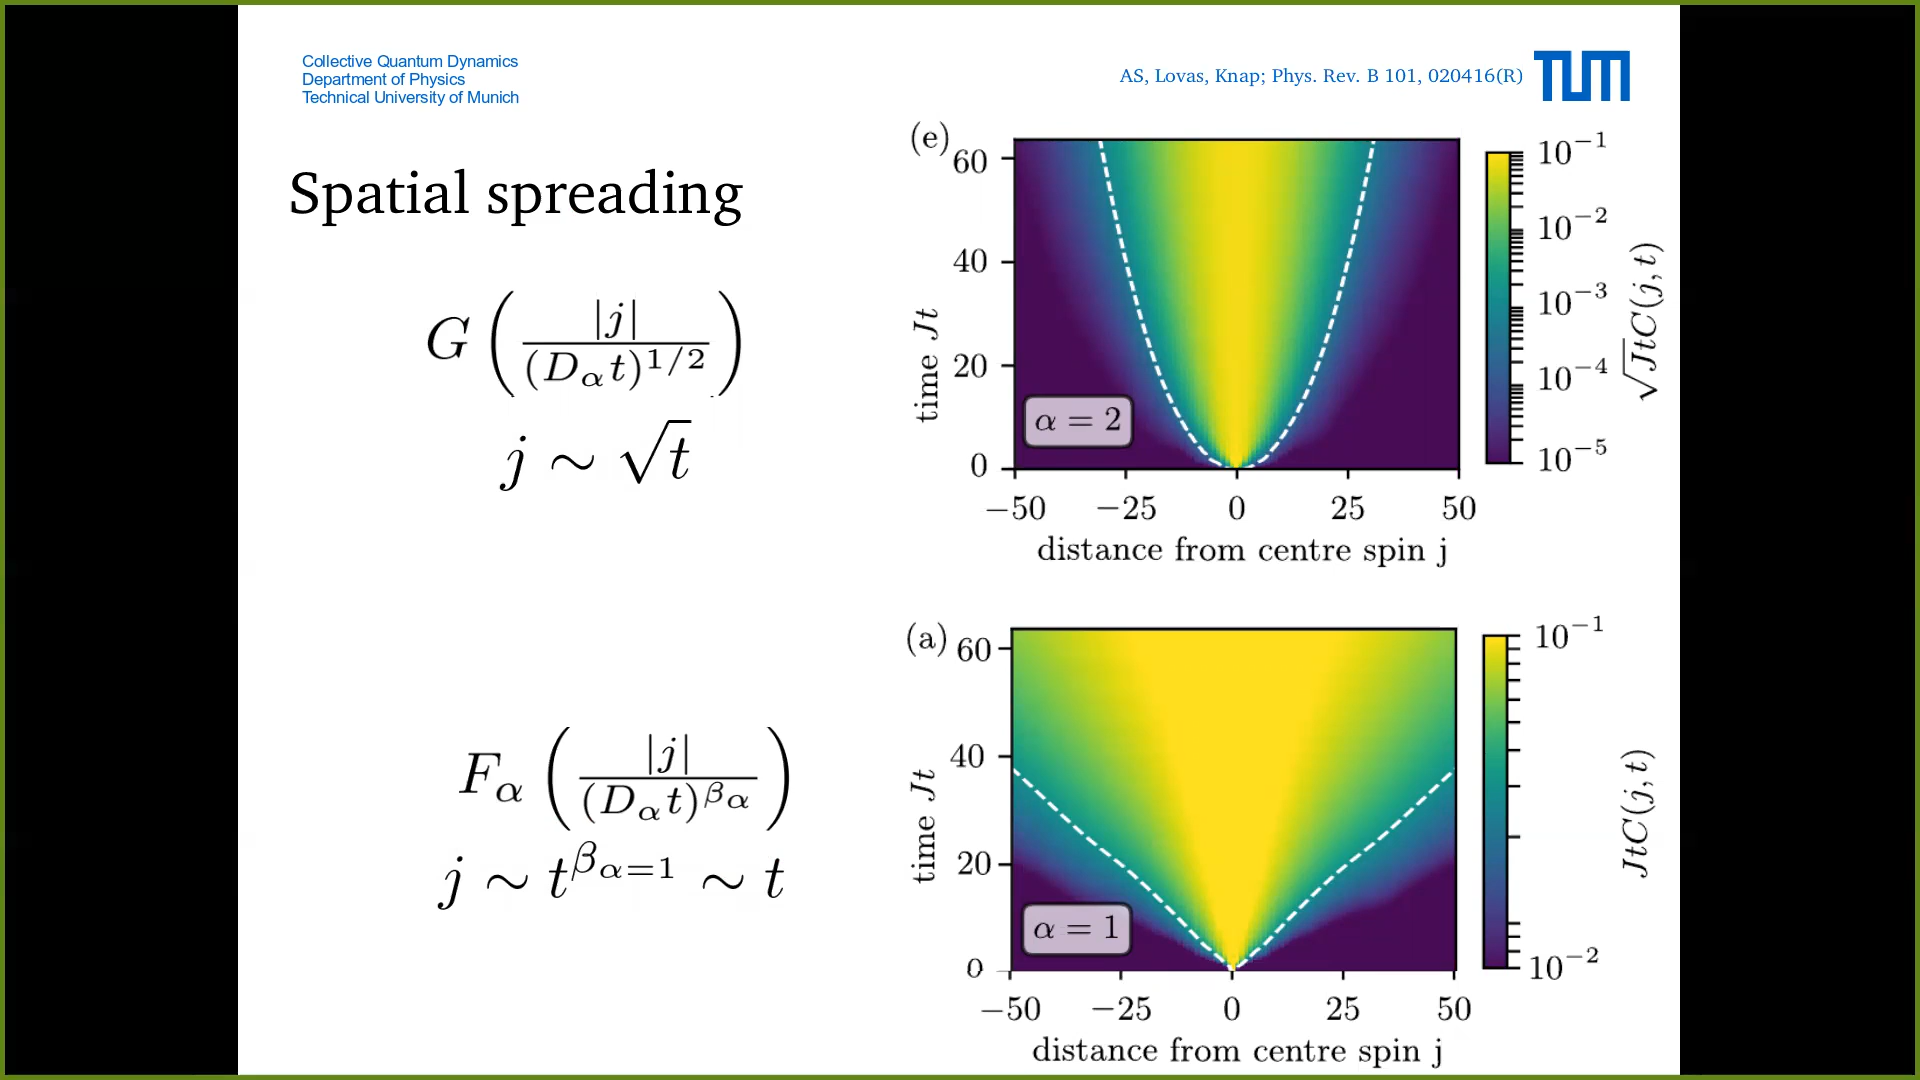 Collective Quantum Dynamics
Department of Physics
Technical University of Munich
AS, Lovas, Knap; Phys. Rev. B 101, 020416(R)
TUM
Spatial spreading
G ( |j| / (D_α t)^{1/2} )
j ∼ √t
(e)
60
40
20
0
time Jt
α = 2
−50 −25 0 25 50
distance from centre spin j
10^{−1}
10^{−2}
10^{−3}
10^{−4}
10^{−5}
√Jt C(j, t)
F_α ( |j| / (D_α t)^{β_α} )
j ∼ t^{β_{α=1}} ∼ t
(a)
60
40
20
0
time Jt
α = 1
−50 −25 0 25 50
distance from centre spin j
10^{−1}
10^{−2}
JtC(j, t)